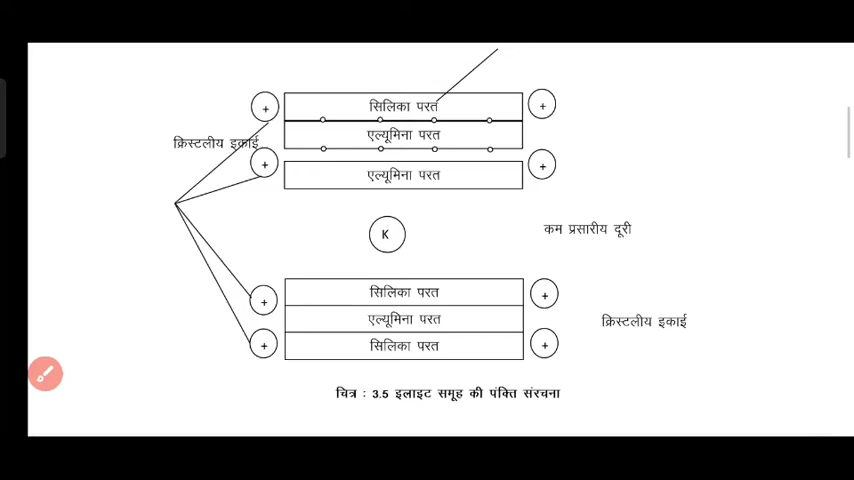 + सिलिका परत +
क्रिस्टलीय इकाई
एल्यूमिना परत
+ एल्यूमिना परत +
K
कम प्रसारीय दूरी
+ सिलिका परत +
एल्यूमिना परत
क्रिस्टलीय इकाई
+ सिलिका परत +
चित्र : 3.5 इलाइट समूह की पंक्ति संरचना